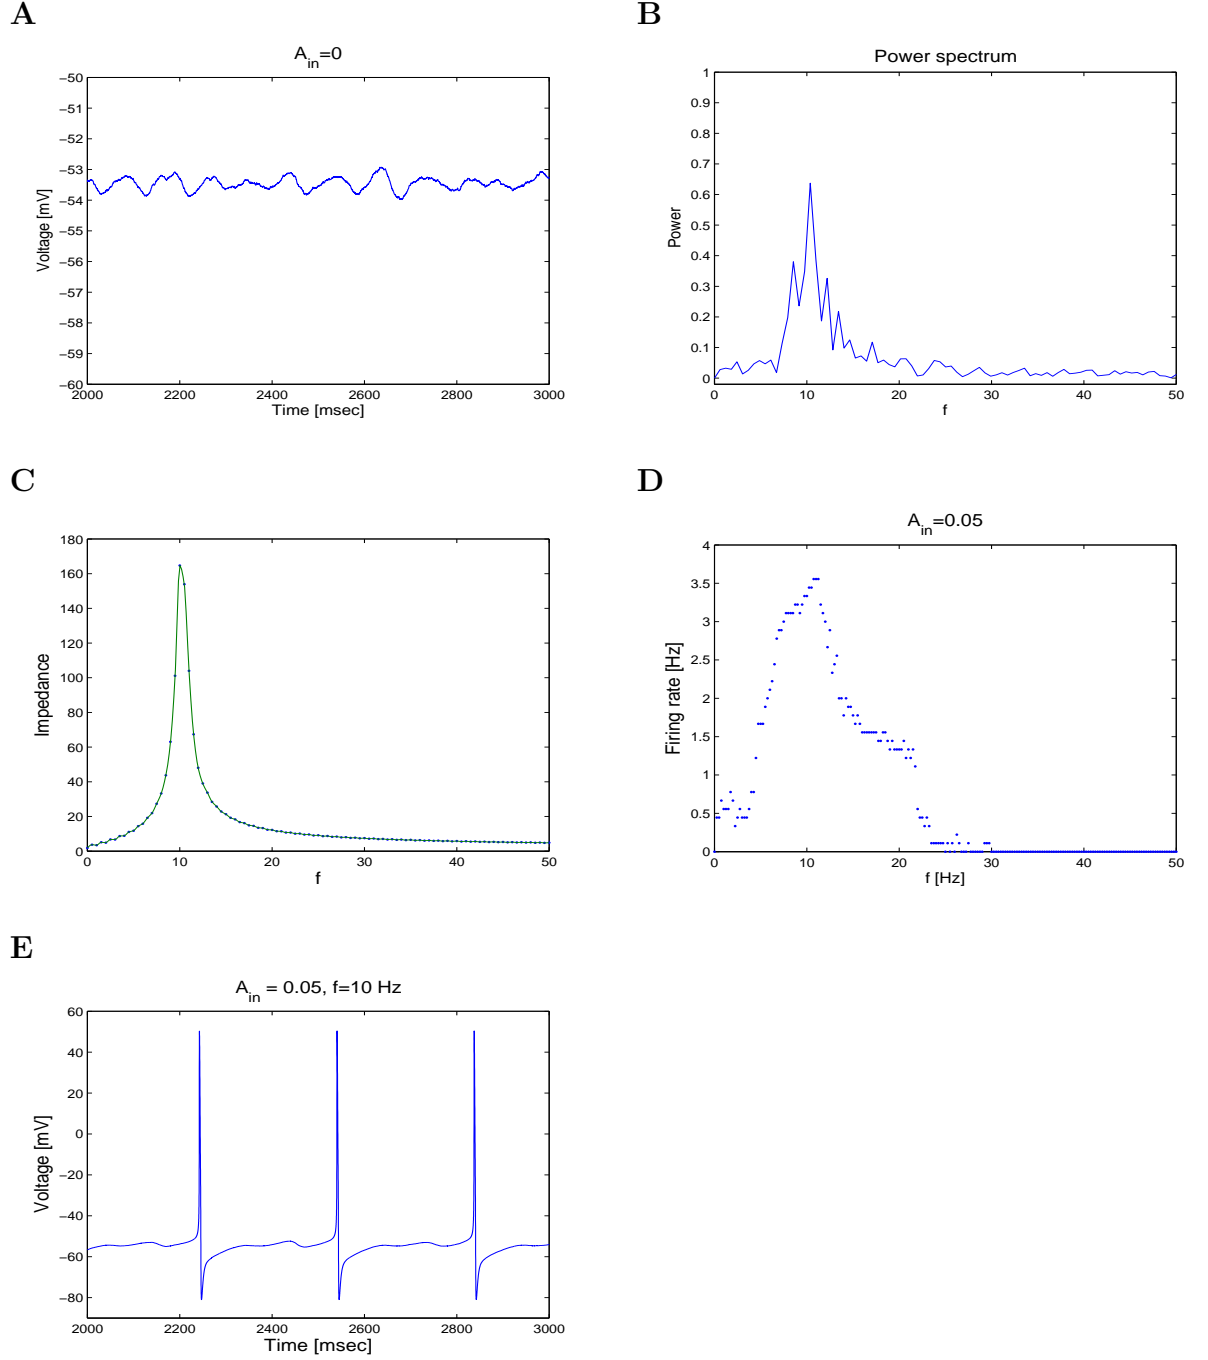 A
A_in=0
−50
−51
−52
−53
−54
−55
−56
−57
−58
−59
−60
Voltage [mV]
2000 2200 2400 2600 2800 3000
Time [msec]
B
Power spectrum
1
0.9
0.8
0.7
0.6
0.5
0.4
0.3
0.2
0.1
0
Power
0 10 20 30 40 50
f
C
180
160
140
120
100
80
60
40
20
0
Impedance
0 10 20 30 40 50
f
D
A_in=0.05
4
3.5
3
2.5
2
1.5
1
0.5
0
Firing rate [Hz]
0 10 20 30 40 50
f [Hz]
E
A_in = 0.05, f=10 Hz
60
40
20
0
−20
−40
−60
−80
Voltage [mV]
2000 2200 2400 2600 2800 3000
Time [msec]